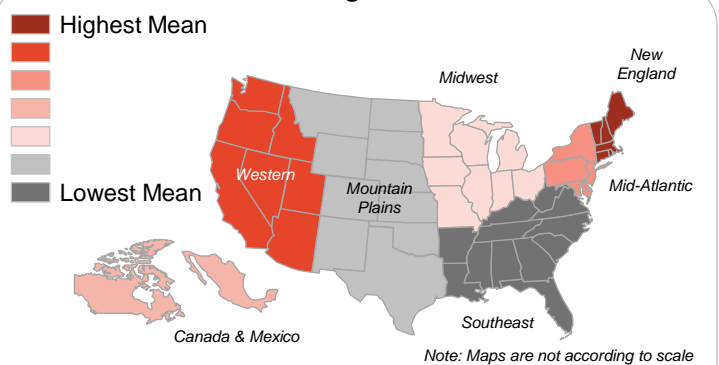 Highest Mean
New
England
Midwest
Western
Mountain
Plains
Lowest Mean
Mid-Atlantic
Southeast
Canada & Mexico
Note: Maps are not according to scale